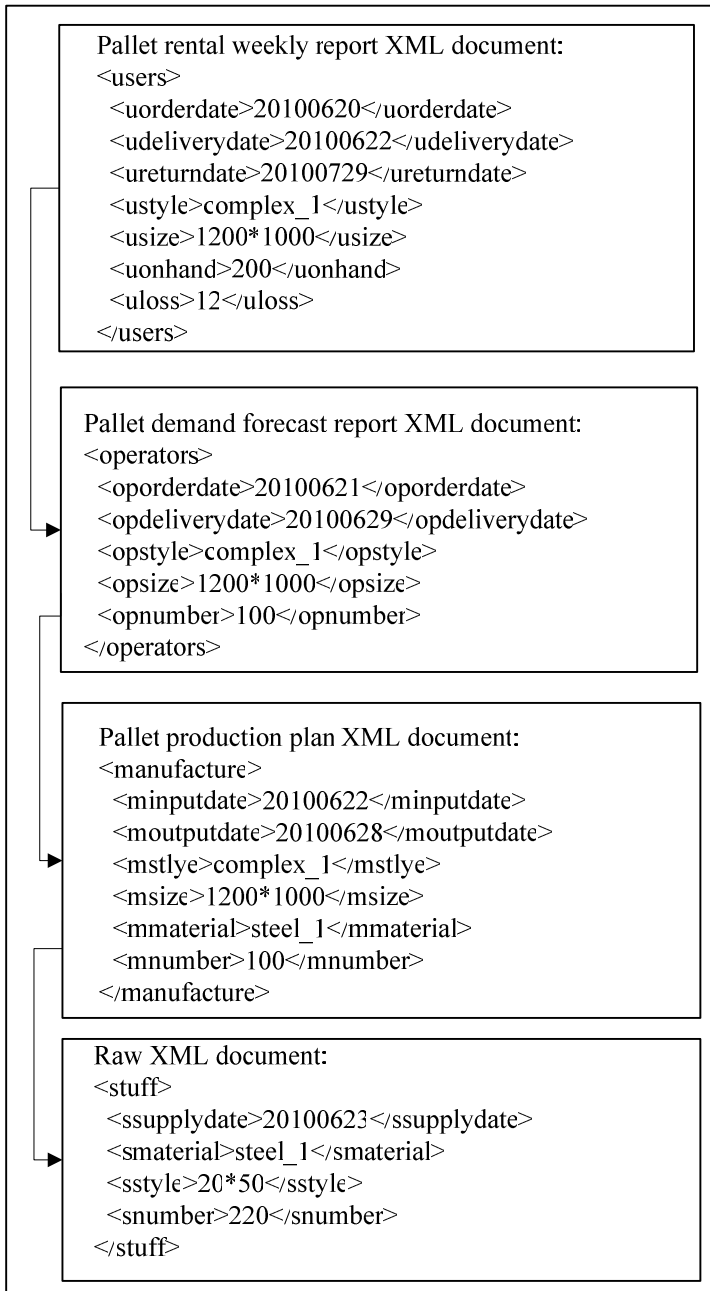 Pallet rental weekly report XML document:
<users>
<uorderdate>20100620</uorderdate>
<udeliverydate>20100622</udeliverydate>
<ureturndate>20100729</ureturndate>
<ustyle>complex_1</ustyle>
<usize>1200*1000</usize>
<uonhand>200</uonhand>
<uloss>12</uloss>
</users>
Pallet demand forecast report XML document:
<operators>
<oporderdate>20100621</oporderdate>
<opdeliverydate>20100629</opdeliverydate>
<opstyle>complex_1</opstyle>
<opsize>1200*1000</opsize>
<opnumber>100</opnumber>
</operators>
Pallet production plan XML document:
<manufacture>
<minputdate>20100622</minputdate>
<moutputdate>20100628</moutputdate>
<mstlye>complex_1</mstlye>
<msize>1200*1000</msize>
<mmaterial>steel_1</mmaterial>
<mnumber>100</mnumber>
</manufacture>
Raw XML document:
<stuff>
<ssupplydate>20100623</ssupplydate>
<smaterial>steel_1</smaterial>
<sstyle>20*50</sstyle>
<snumber>220</snumber>
</stuff>